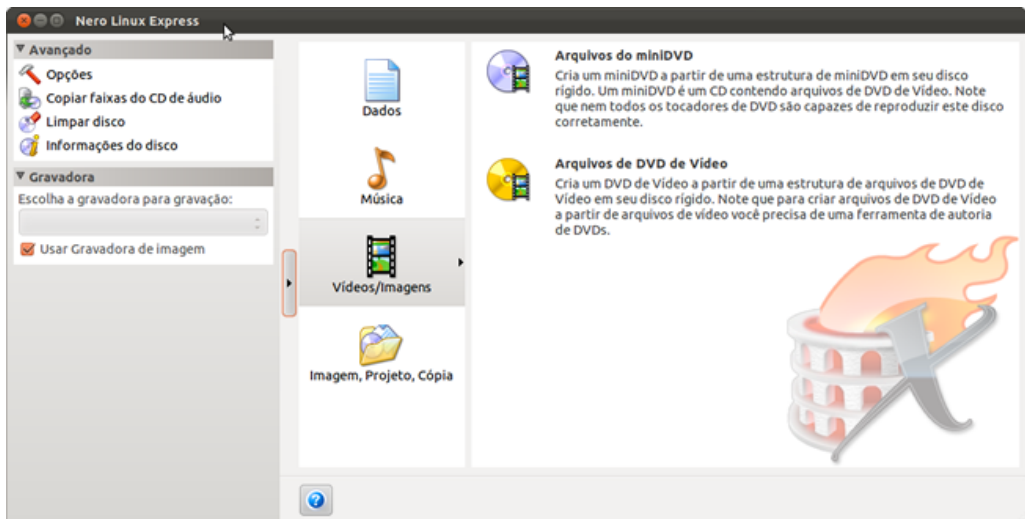 Nero Linux Express
Avançado
Opções
Copiar faixas do CD de áudio
Limpar disco
Informações do disco
Gravadora
Escolha a gravadora para gravação:
Usar Gravadora de imagem
Dados
Música
Vídeos/Imagens
Imagem, Projeto, Cópia
Arquivos do miniDVD
Cria um miniDVD a partir de uma estrutura de miniDVD em seu disco
rígido. Um miniDVD é um CD contendo arquivos de DVD de Vídeo. Note
que nem todos os tocadores de DVD são capazes de reproduzir este disco
corretamente.
Arquivos de DVD de Vídeo
Cria um DVD de Vídeo a partir de uma estrutura de arquivos de DVD de
Vídeo em seu disco rígido. Note que para criar arquivos de DVD de Vídeo
a partir de arquivos de vídeo você precisa de uma ferramenta de autoria
de DVDs.